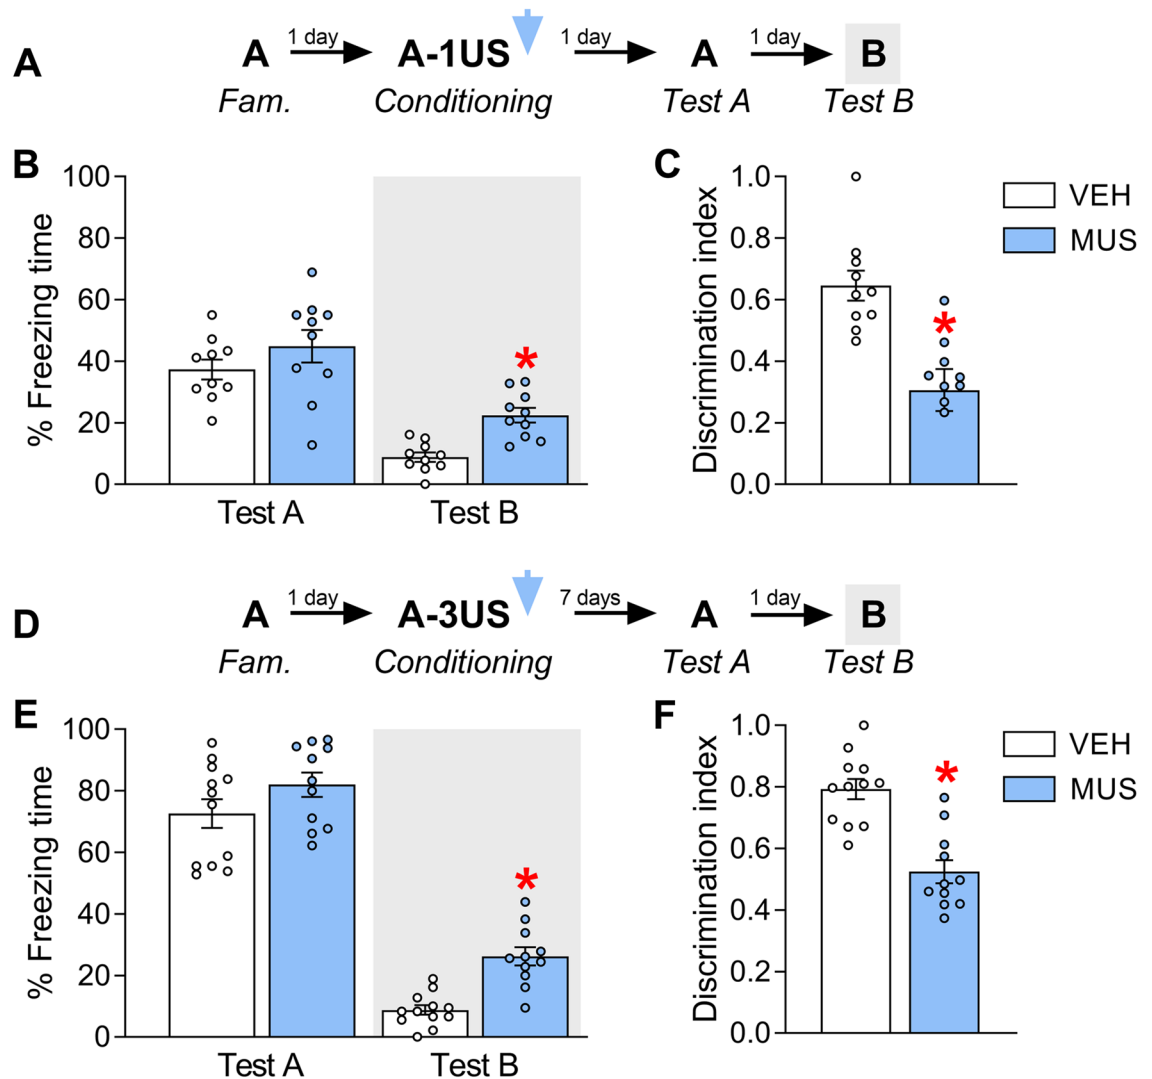 A
A 1 day A-1US 1 day A 1 day B
Fam. Conditioning Test A Test B
B
% Freezing time
100
80
60
40
20
0
*
Test A Test B
C
Discrimination index
1.0
0.8
0.6
0.4
0.2
0.0
*
VEH
MUS
D
A 1 day A-3US 7 days A 1 day B
Fam. Conditioning Test A Test B
E
% Freezing time
100
80
60
40
20
0
*
Test A Test B
F
Discrimination index
1.0
0.8
0.6
0.4
0.2
0.0
*
VEH
MUS